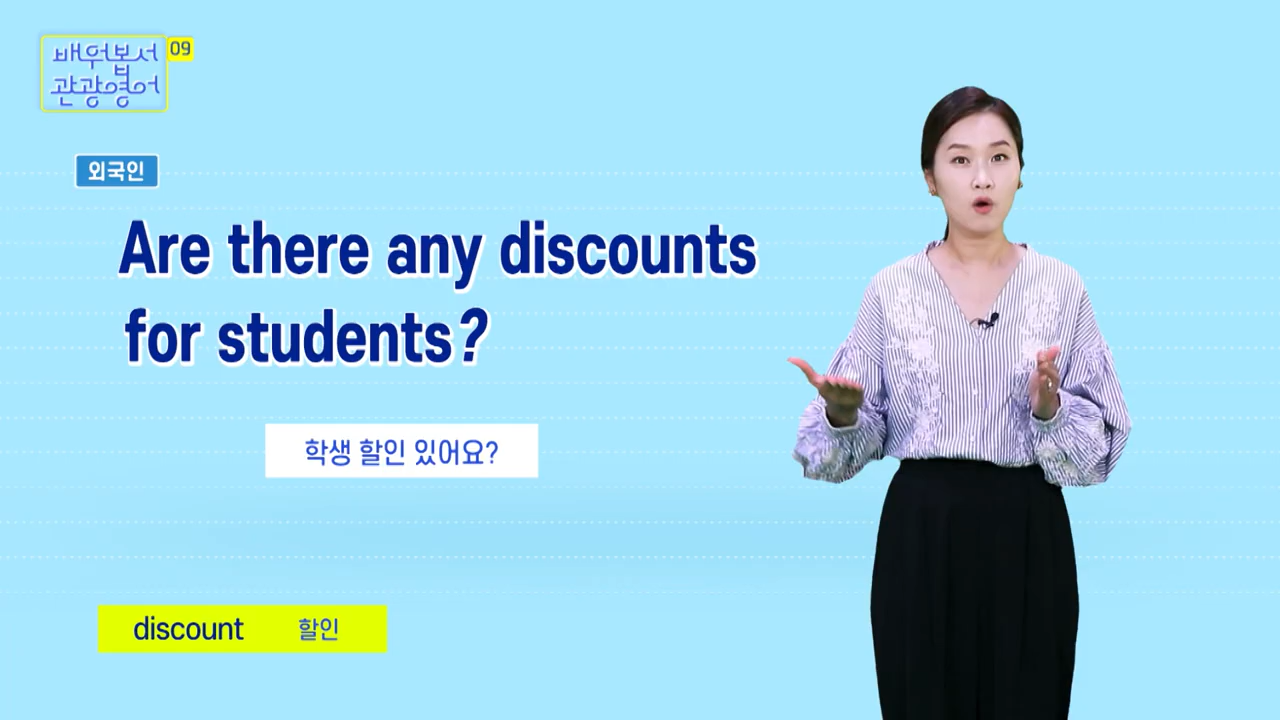 배워봅서 09
관광영어
외국인
Are there any discounts
for students?
학생 할인 있어요?
discount 할인